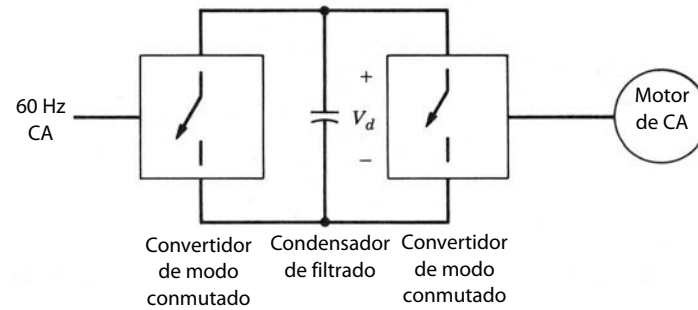 60 Hz
CA
+
V_d
−
Motor
de CA
Convertidor
de modo
conmutado
Condensador
de filtrado
Convertidor
de modo
conmutado